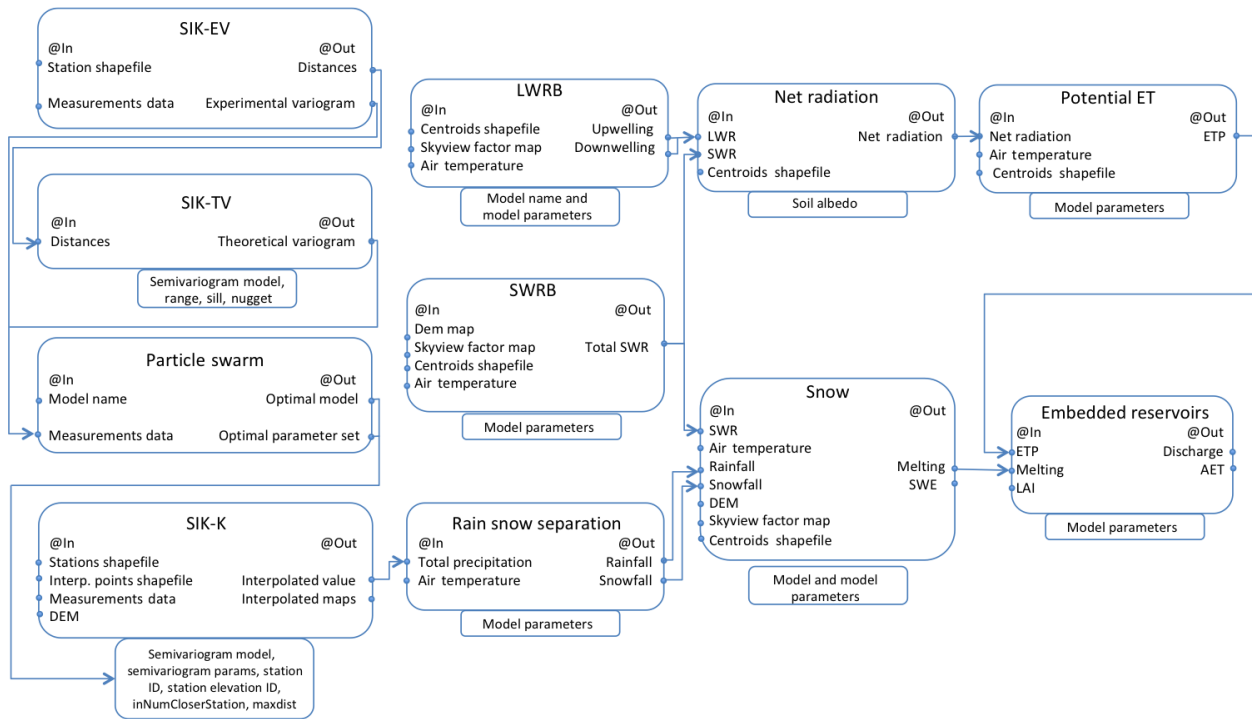 SIK-EV
@In
@Out
Station shapefile
Distances
Measurements data
Experimental variogram
SIK-TV
@In
@Out
Distances
Theoretical variogram
Semivariogram model,
range, sill, nugget
Particle swarm
@In
@Out
Model name
Optimal model
Measurements data
Optimal parameter set
SIK-K
@In
@Out
Stations shapefile
Interp. points shapefile
Interpolated value
Measurements data
Interpolated maps
DEM
Semivariogram model,
semivariogram params, station
ID, station elevation ID,
inNumCloserStation, maxdist
LWRB
@In
@Out
Centroids shapefile
Upwelling
Skyview factor map
Downwelling
Air temperature
Model name and
model parameters
SWRB
@In
@Out
Dem map
Skyview factor map
Total SWR
Centroids shapefile
Air temperature
Model parameters
Rain snow separation
@In
@Out
Total precipitation
Rainfall
Air temperature
Snowfall
Model parameters
Net radiation
@In
@Out
LWR
Net radiation
SWR
Centroids shapefile
Soil albedo
Snow
@In
@Out
SWR
Air temperature
Rainfall
Melting
Snowfall
SWE
DEM
Skyview factor map
Centroids shapefile
Model and model
parameters
Potential ET
@In
@Out
Net radiation
ETP
Air temperature
Centroids shapefile
Model parameters
Embedded reservoirs
@In
@Out
ETP
Discharge
Melting
AET
LAI
Model parameters